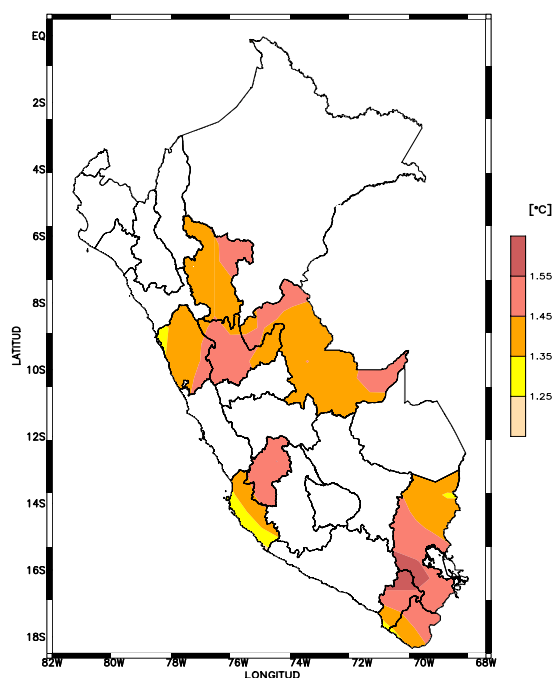 EQ
2S
4S
6S
8S
10S
12S
14S
16S
18S
LATITUD
82W 80W 78W 76W 74W 72W 70W 68W
LONGITUD
[°C]
1.55
1.45
1.35
1.25